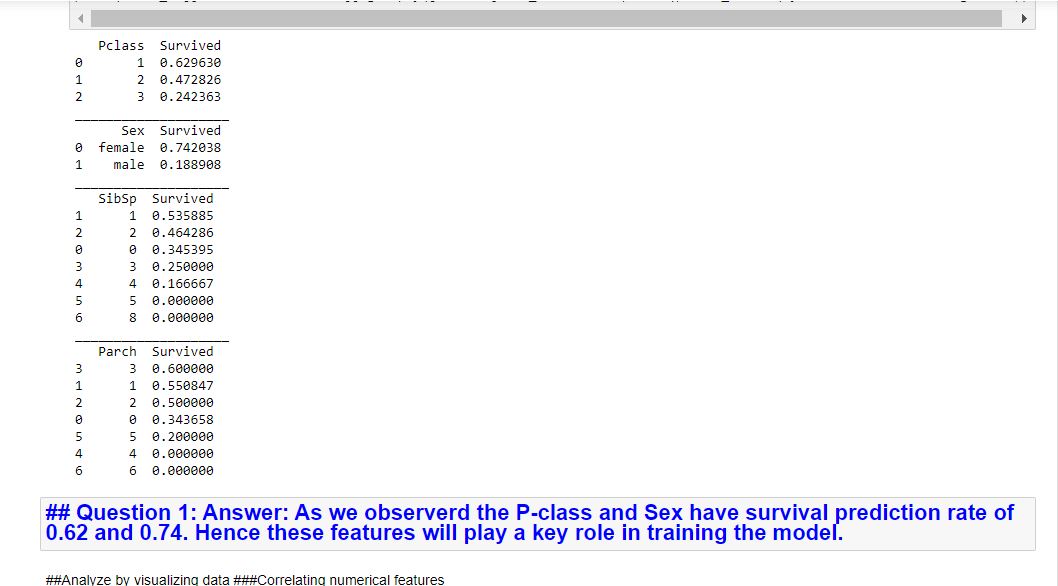 Pclass Survived
0 1 0.629630
1 2 0.472826
2 3 0.242363
____________________
Sex Survived
0 female 0.742038
1 male 0.188908
____________________
SibSp Survived
1 1 0.535885
2 2 0.464286
0 0 0.345395
3 3 0.250000
4 4 0.166667
5 5 0.000000
6 8 0.000000
____________________
Parch Survived
3 3 0.600000
1 1 0.550847
2 2 0.500000
0 0 0.343658
5 5 0.200000
4 4 0.000000
6 6 0.000000
## Question 1: Answer: As we observerd the P-class and Sex have survival prediction rate of
0.62 and 0.74. Hence these features will play a key role in training the model.
##Analyze by visualizing data ###Correlating numerical features